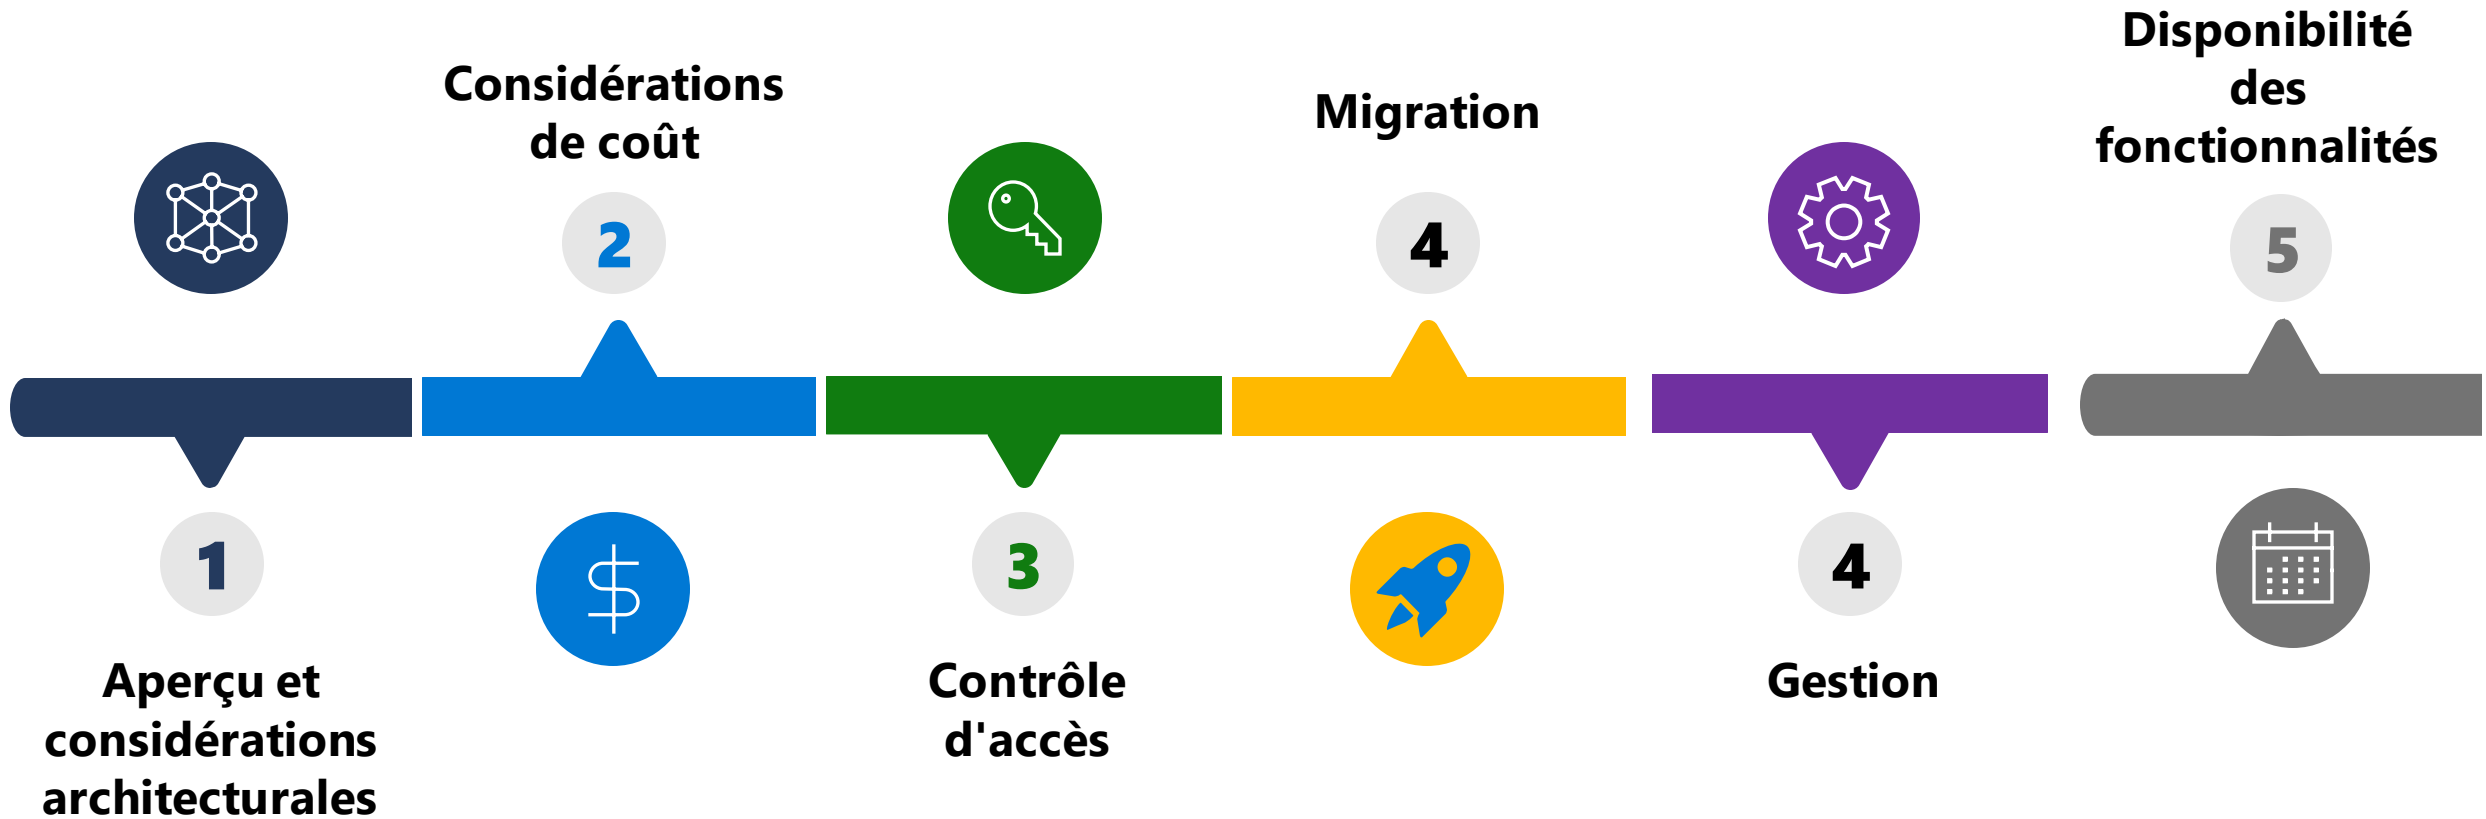 1
Aperçu et
considérations
architecturales
Considérations
de coût
2
3
Contrôle
d'accès
Migration
4
4
Gestion
Disponibilité
des
fonctionnalités
5